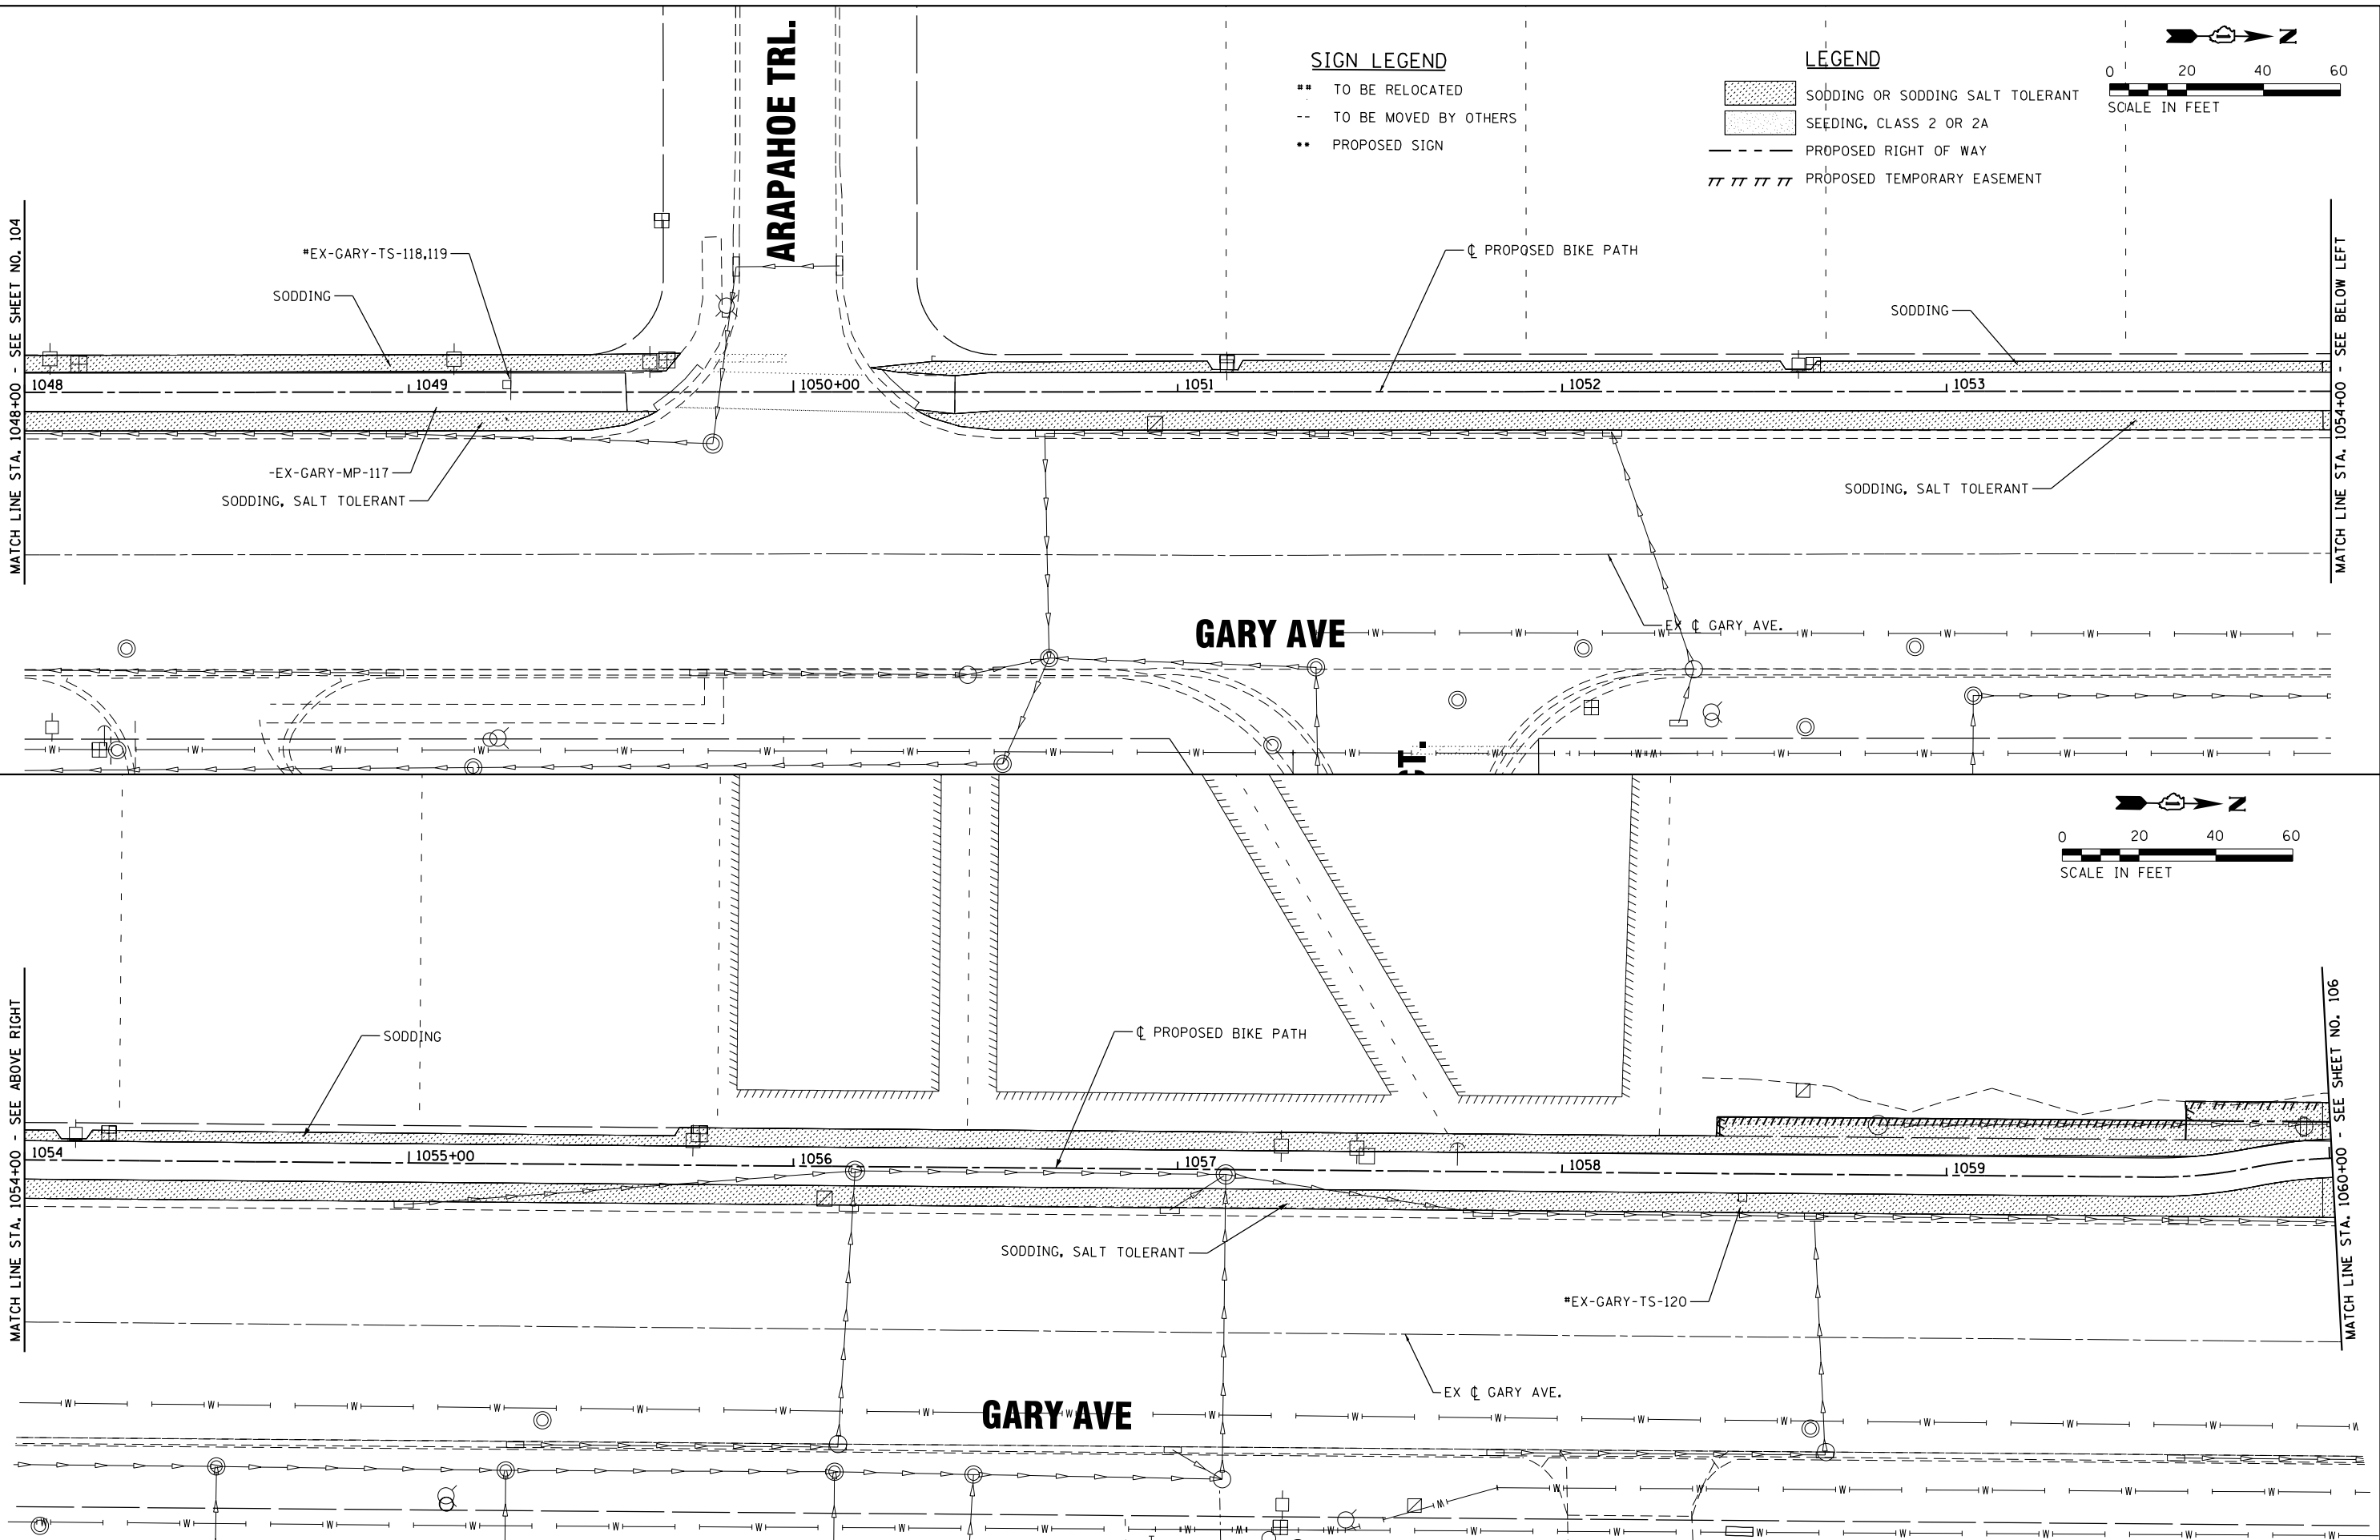 ARAPAHOE TRL.
SIGN LEGEND
## TO BE RELOCATED
-- TO BE MOVED BY OTHERS
•• PROPOSED SIGN
LEGEND
SODDING OR SODDING SALT TOLERANT
SEEDING, CLASS 2 OR 2A
PROPOSED RIGHT OF WAY
PROPOSED TEMPORARY EASEMENT
N
0 20 40 60
SCALE IN FEET
MATCH LINE STA. 1048+00 - SEE SHEET NO. 104
#EX-GARY-TS-118,119
SODDING
℄ PROPOSED BIKE PATH
SODDING
1048 1049 1050+00 1051 1052 1053
-EX-GARY-MP-117
SODDING, SALT TOLERANT
SODDING, SALT TOLERANT
MATCH LINE STA. 1054+00 - SEE BELOW LEFT
GARY AVE
EX ℄ GARY AVE.
W W W W W W W
W W W W W W W W W W W W W W W W
CT.
N
0 20 40 60
SCALE IN FEET
MATCH LINE STA. 1054+00 - SEE ABOVE RIGHT
SODDING
℄ PROPOSED BIKE PATH
1054 1055+00 1056 1057 1058 1059
SODDING, SALT TOLERANT
#EX-GARY-TS-120
MATCH LINE STA. 1060+00 - SEE SHEET NO. 106
EX ℄ GARY AVE.
GARY AVE
W W W W W W W W W W W W W W W W W
W W W W W W W
W W W W W W W W W W W W W W W W W